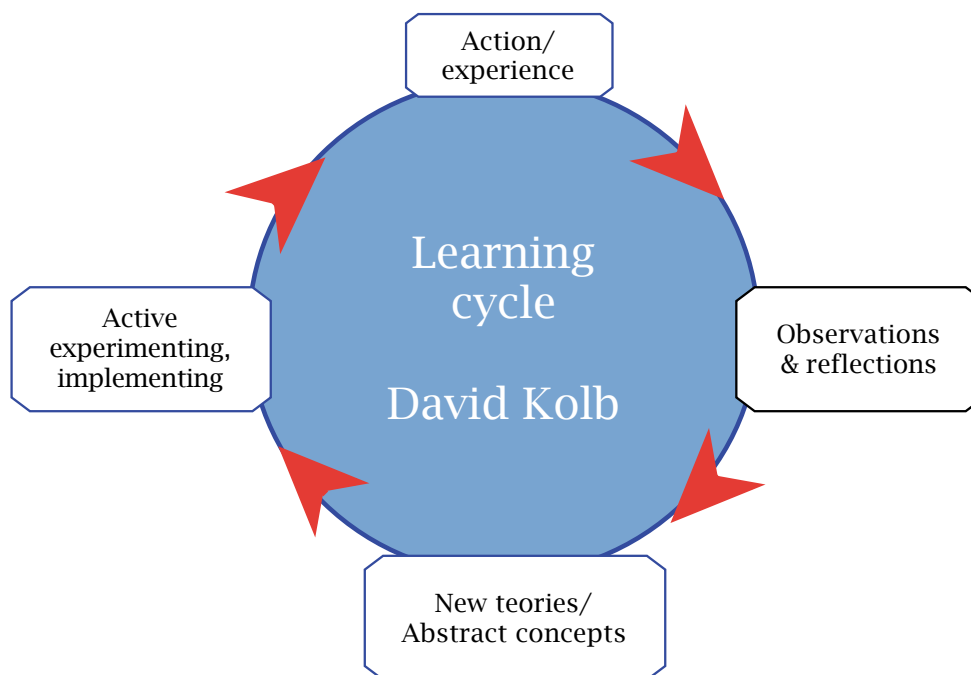 Action/
experience
Learning
cycle
David Kolb
Active
experimenting,
implementing
Observations
& reflections
New teories/
Abstract concepts